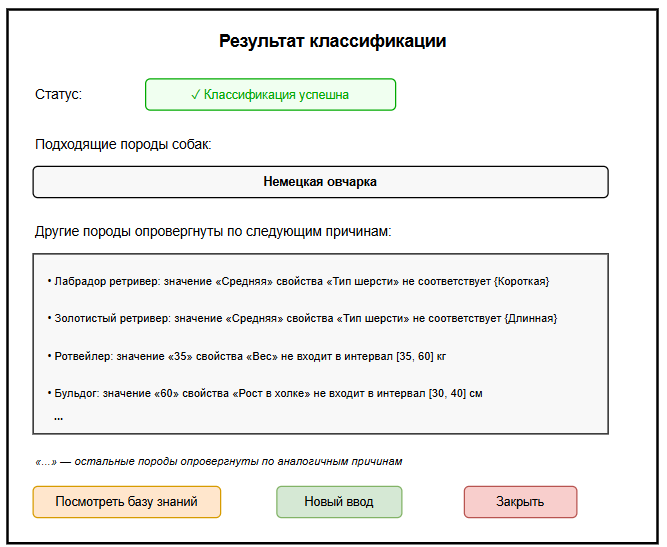 Результат классификации
Статус:
✓ Классификация успешна
Подходящие породы собак:
Немецкая овчарка
Другие породы опровергнуты по следующим причинам:
• Лабрадор ретривер: значение «Средняя» свойства «Тип шерсти» не соответствует {Короткая}
• Золотистый ретривер: значение «Средняя» свойства «Тип шерсти» не соответствует {Длинная}
• Ротвейлер: значение «35» свойства «Вес» не входит в интервал [35, 60] кг
• Бульдог: значение «60» свойства «Рост в холке» не входит в интервал [30, 40] см
...
«...» — остальные породы опровергнуты по аналогичным причинам
Посмотреть базу знаний
Новый ввод
Закрыть